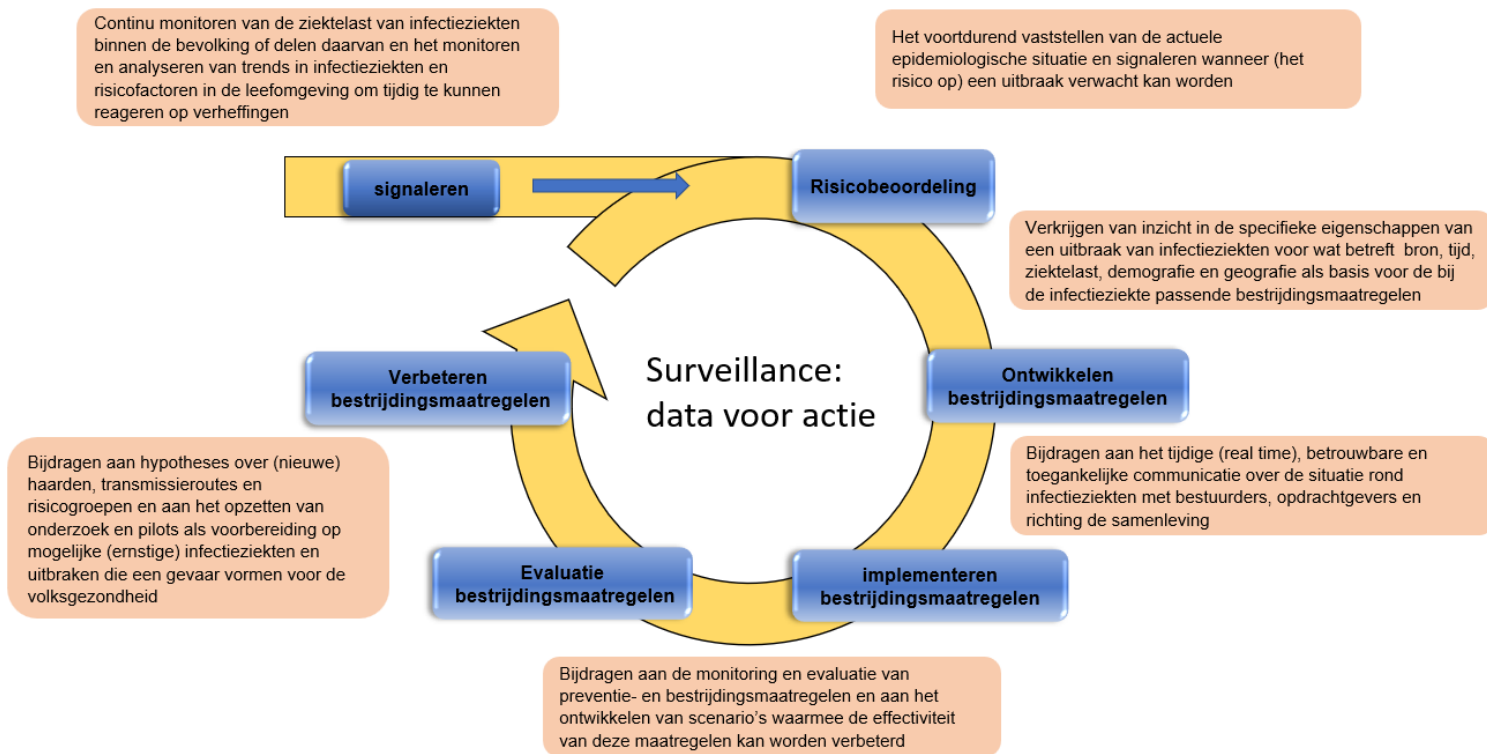 Continu monitoren van de ziektelast van infectieziekten
binnen de bevolking of delen daarvan en het monitoren
en analyseren van trends in infectieziekten en
risicofactoren in de leefomgeving om tijdig te kunnen
reageren op verheffingen
Het voortdurend vaststellen van de actuele
epidemiologische situatie en signaleren wanneer (het
risico op) een uitbraak verwacht kan worden
signaleren
Risicobeoordeling
Verkrijgen van inzicht in de specifieke eigenschappen van
een uitbraak van infectieziekten voor wat betreft bron, tijd,
ziektelast, demografie en geografie als basis voor de bij
de infectieziekte passende bestrijdingsmaatregelen
Verbeteren
bestrijdingsmaatregelen
Surveillance:
data voor actie
Ontwikkelen
bestrijdingsmaatregelen
Bijdragen aan hypotheses over (nieuwe)
haarden, transmissieroutes en
risicogroepen en aan het opzetten van
onderzoek en pilots als voorbereiding op
mogelijke (ernstige) infectieziekten en
uitbraken die een gevaar vormen voor de
volksgezondheid
Bijdragen aan het tijdige (real time), betrouwbare en
toegankelijke communicatie over de situatie rond
infectieziekten met bestuurders, opdrachtgevers en
richting de samenleving
Evaluatie
bestrijdingsmaatregelen
implementeren
bestrijdingsmaatregelen
Bijdragen aan de monitoring en evaluatie van
preventie- en bestrijdingsmaatregelen en aan het
ontwikkelen van scenario's waarmee de effectiviteit
van deze maatregelen kan worden verbeterd